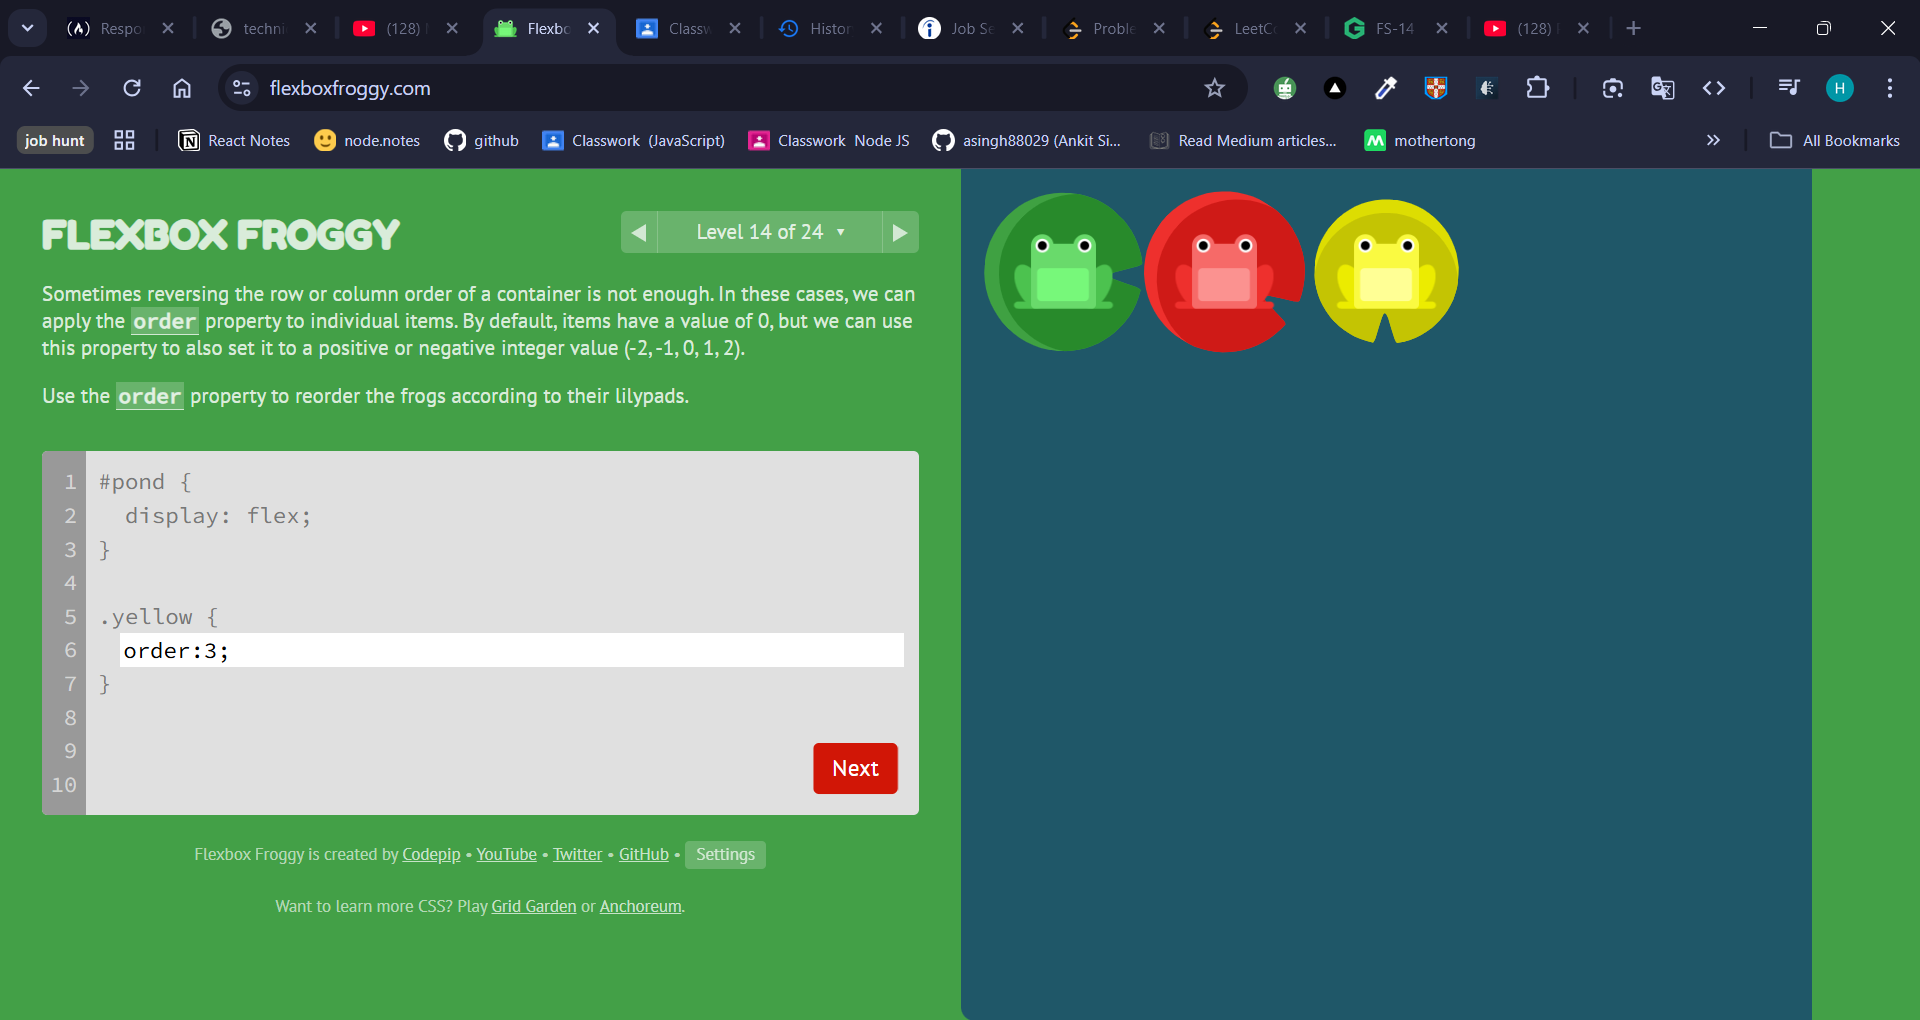 Respo
techni
(128)
Flexbo
Classw
Histor
Job Se
Proble
LeetCo
FS-14
(128)
flexboxfroggy.com
H
job hunt
React Notes
node.notes
github
Classwork (JavaScript)
Classwork Node JS
asingh88029 (Ankit Si...
Read Medium articles...
mothertong
All Bookmarks
FLEXBOX FROGGY
Level 14 of 24
Sometimes reversing the row or column order of a container is not enough. In these cases, we can
apply the order property to individual items. By default, items have a value of 0, but we can use
this property to also set it to a positive or negative integer value (-2, -1, 0, 1, 2).
Use the order property to reorder the frogs according to their lilypads.
1 #pond {
2 display: flex;
3 }
4
5 .yellow {
6 order:3;
7 }
8
9
10
Next
Flexbox Froggy is created by Codepip • YouTube • Twitter • GitHub • Settings
Want to learn more CSS? Play Grid Garden or Anchoreum.